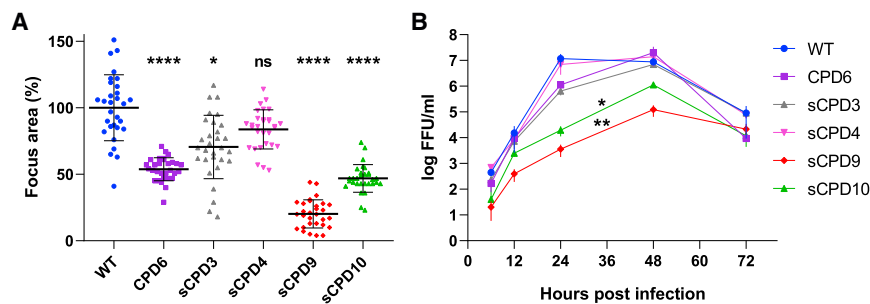 A
B
Focus area (%)
150
100
50
0
**** * ns **** ****
WT CPD6 sCPD3 sCPD4 sCPD9 sCPD10
log FFU/ml
8
7
6
5
4
3
2
1
0
*
**
0 12 24 36 48 60 72
Hours post infection
WT
CPD6
sCPD3
sCPD4
sCPD9
sCPD10